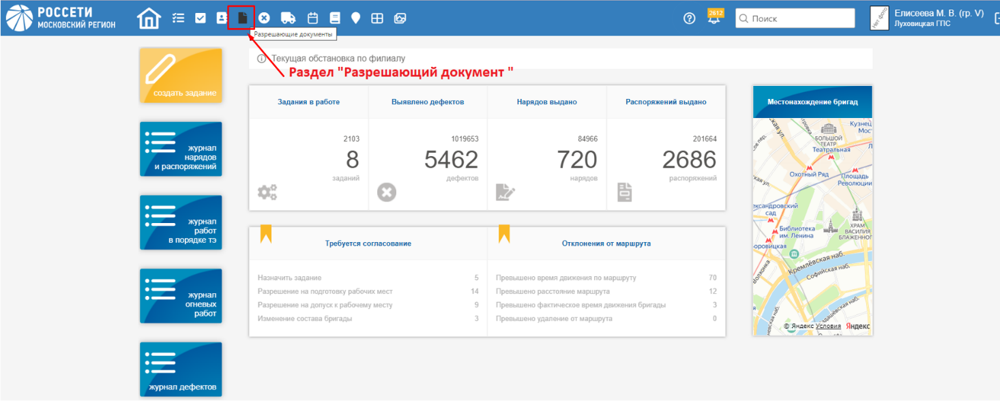 РОССЕТИ
МОСКОВСКИЙ РЕГИОН
2612
Поиск
Нет фото
Елисеева М. В. (гр. V)
Луховицкая ГПС
Разрешающие документы
Текущая обстановка по филиалу
Раздел "Разрешающий документ "
создать задание
журнал
нарядов
и распоряжений
журнал
работ
в порядке тэ
журнал
огневых
работ
журнал дефектов
Задания в работе
Выявлено дефектов
Нарядов выдано
Распоряжений выдано
2103
1019653
84966
201664
8
5462
720
2686
заданий
дефектов
нарядов
распоряжений
Требуется согласование
Отклонения от маршрута
Назначить задание 5
Разрешение на подготовку рабочих мест 14
Разрешение на допуск к рабочему месту 9
Изменение состава бригады 3
Превышено время движения по маршруту 70
Превышено расстояние маршрута 12
Превышено фактическое время движения бригады 3
Превышено удаление от маршрута 0
Местонахождение бригад
Кузнец
Мос
БОЛЬШОЙ
ТЕАТР
Театральная
Охотный Ряд
Площадь
Революции
ександровский
сад
Библиотека
им. Ленина
ХРАМ
ВАСИЛИЯ
БЛАЖЕННОГ
оровицкая
Кремлёвская наб.
Софийская наб.
Волхонка
© Яндекс Условия Яндекс